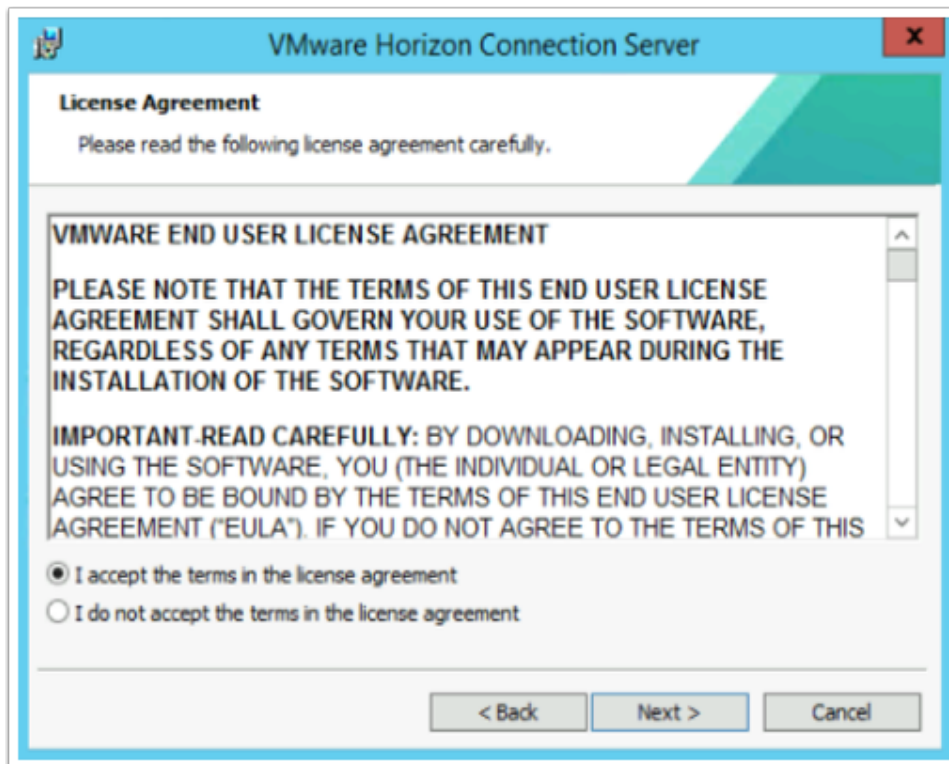 VMware Horizon Connection Server
x
License Agreement
Please read the following license agreement carefully.
VMWARE END USER LICENSE AGREEMENT
PLEASE NOTE THAT THE TERMS OF THIS END USER LICENSE
AGREEMENT SHALL GOVERN YOUR USE OF THE SOFTWARE,
REGARDLESS OF ANY TERMS THAT MAY APPEAR DURING THE
INSTALLATION OF THE SOFTWARE.
IMPORTANT-READ CAREFULLY: BY DOWNLOADING, INSTALLING, OR
USING THE SOFTWARE, YOU (THE INDIVIDUAL OR LEGAL ENTITY)
AGREE TO BE BOUND BY THE TERMS OF THIS END USER LICENSE
AGREEMENT ("EULA"). IF YOU DO NOT AGREE TO THE TERMS OF THIS
I accept the terms in the license agreement
I do not accept the terms in the license agreement
< Back Next > Cancel